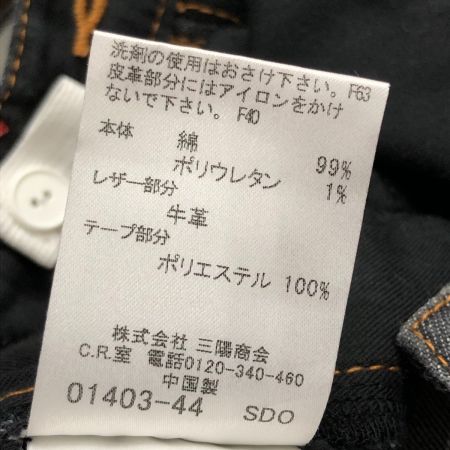 洗剤の使用はおさけ下さい。F63
皮革部分にはアイロンをかけ
ないで下さい。F40
本体 綿 99%
ポリウレタン 1%
レザー部分
牛革
テープ部分
ポリエステル 100%
株式会社 三陽商会
C.R.室 電話0120-340-460
中国製
01403-44 SDO